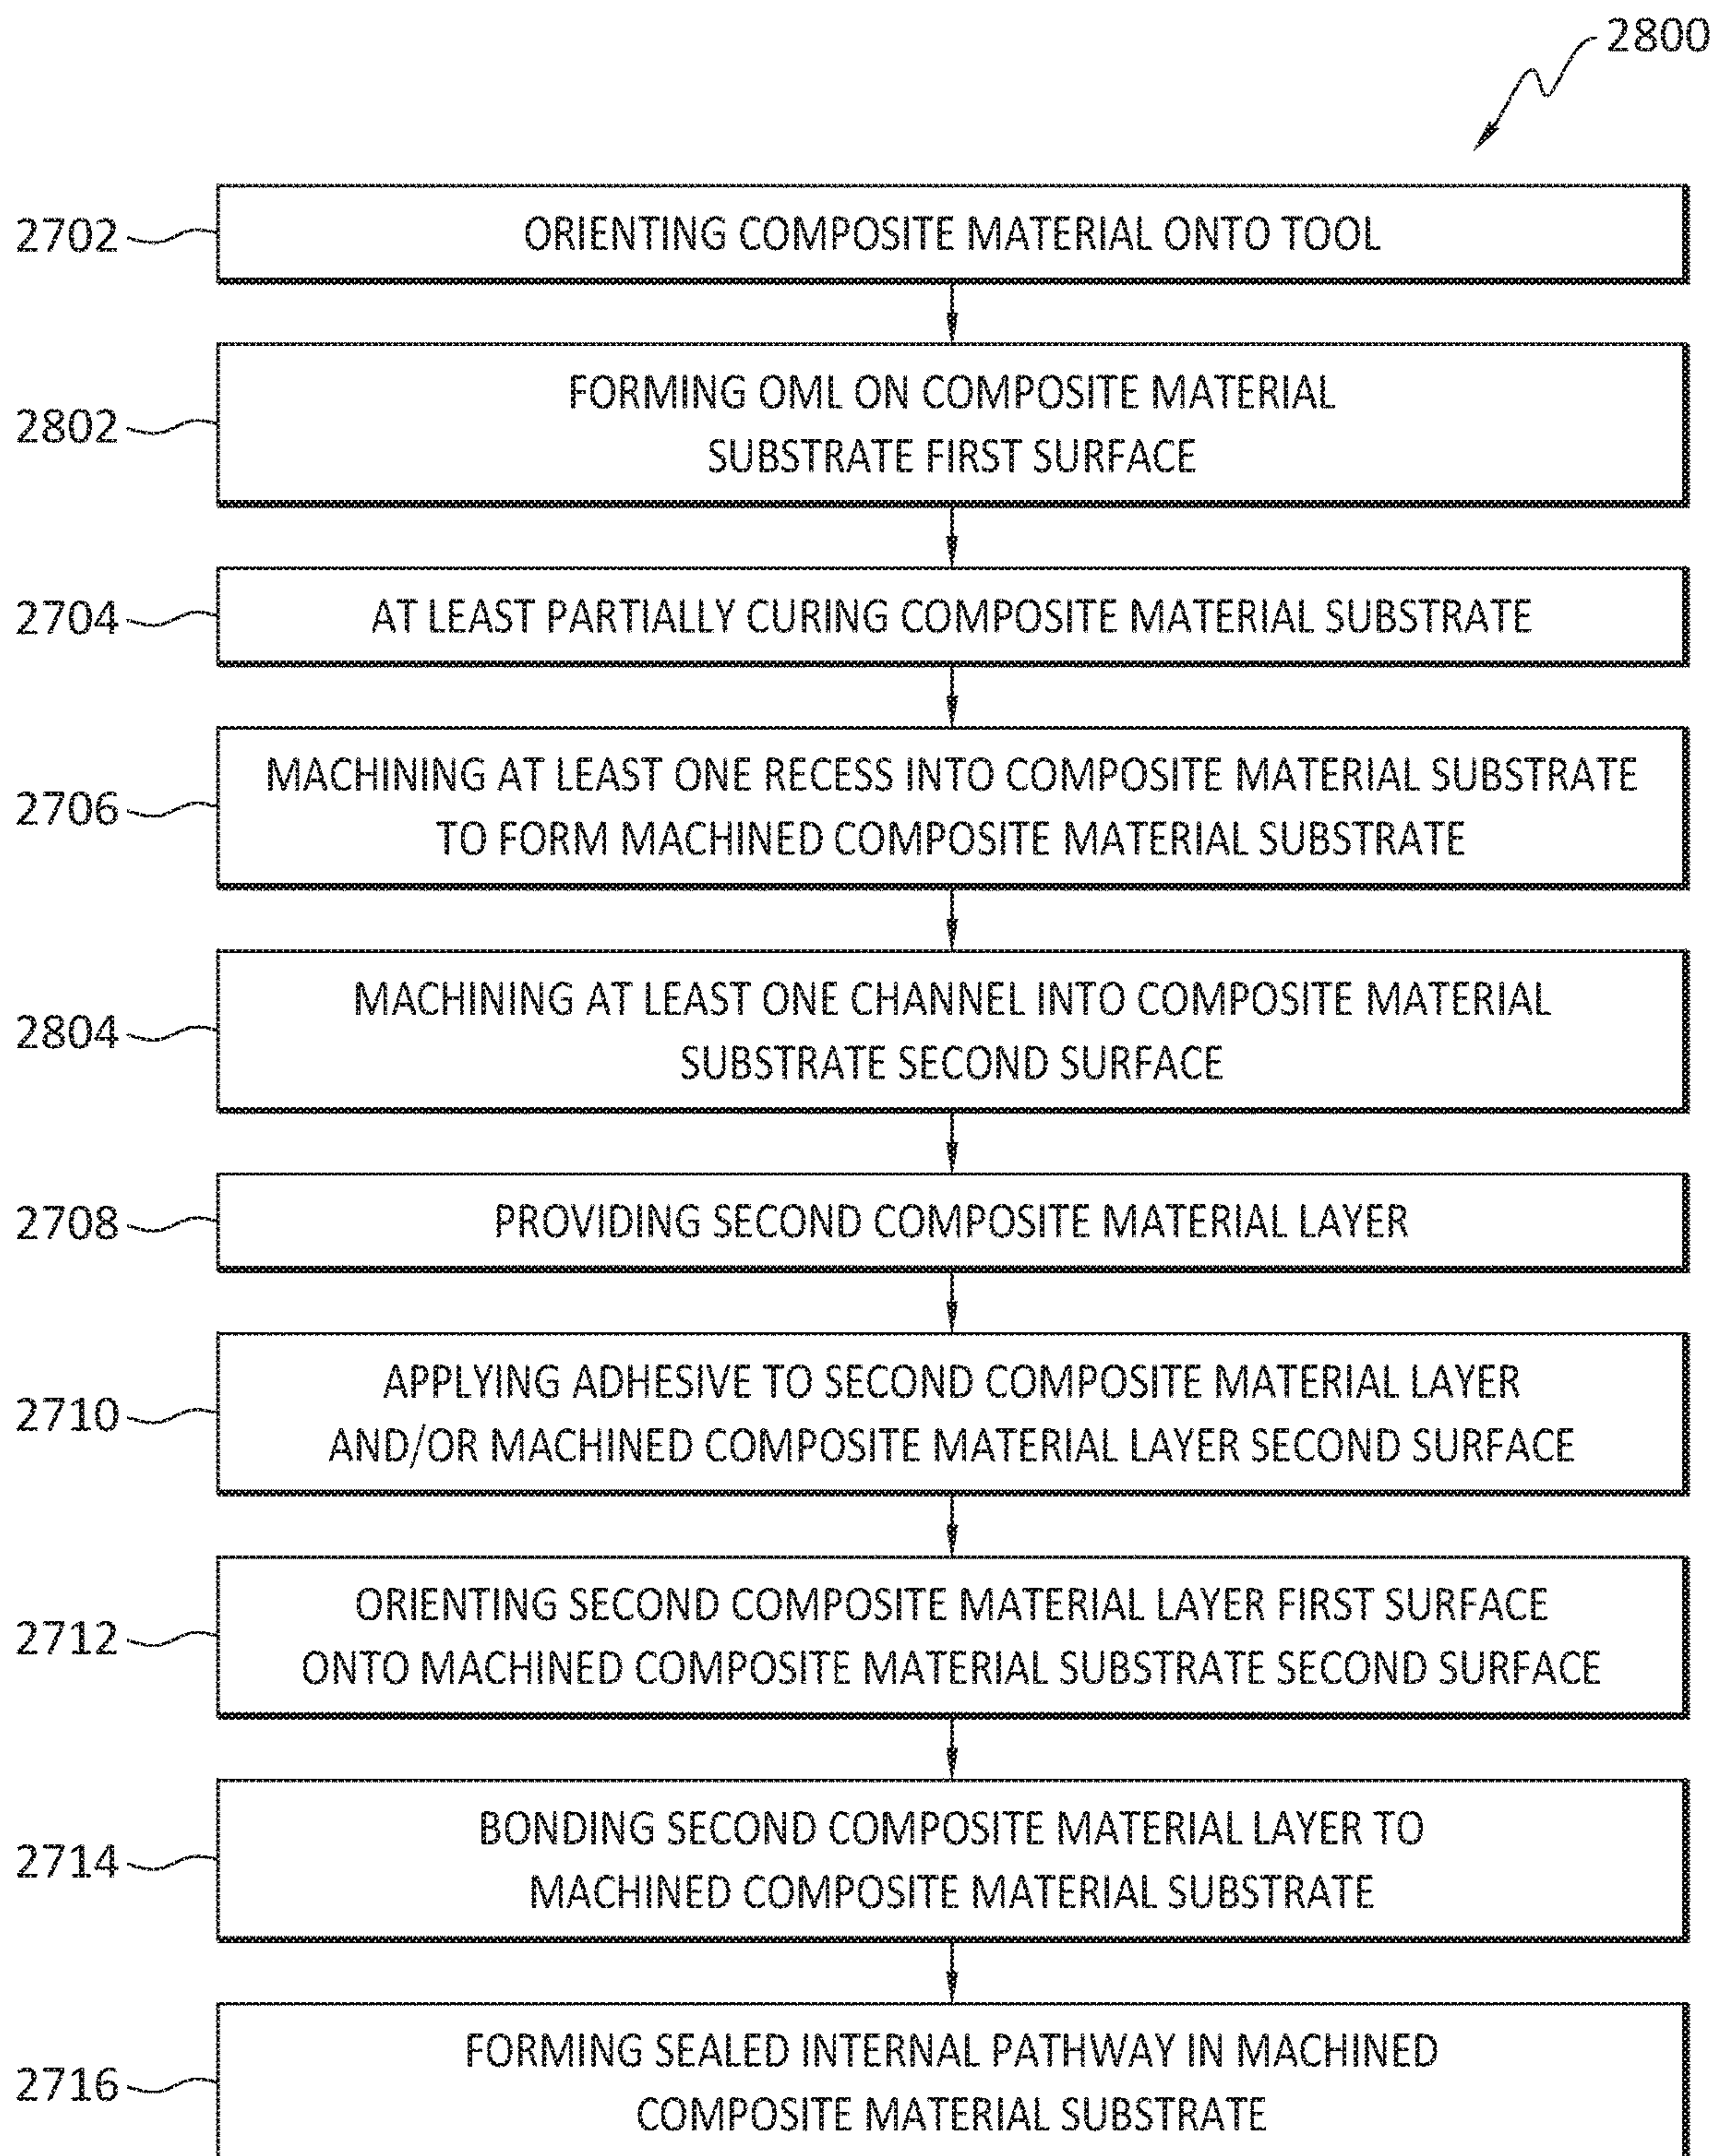 2800
2702
ORIENTING COMPOSITE MATERIAL ONTO TOOL
2802
FORMING OML ON COMPOSITE MATERIAL
SUBSTRATE FIRST SURFACE
2704
AT LEAST PARTIALLY CURING COMPOSITE MATERIAL SUBSTRATE
2706
MACHINING AT LEAST ONE RECESS INTO COMPOSITE MATERIAL SUBSTRATE
TO FORM MACHINED COMPOSITE MATERIAL SUBSTRATE
2804
MACHINING AT LEAST ONE CHANNEL INTO COMPOSITE MATERIAL
SUBSTRATE SECOND SURFACE
2708
PROVIDING SECOND COMPOSITE MATERIAL LAYER
2710
APPLYING ADHESIVE TO SECOND COMPOSITE MATERIAL LAYER
AND/OR MACHINED COMPOSITE MATERIAL LAYER SECOND SURFACE
2712
ORIENTING SECOND COMPOSITE MATERIAL LAYER FIRST SURFACE
ONTO MACHINED COMPOSITE MATERIAL SUBSTRATE SECOND SURFACE
2714
BONDING SECOND COMPOSITE MATERIAL LAYER TO
MACHINED COMPOSITE MATERIAL SUBSTRATE
2716
FORMING SEALED INTERNAL PATHWAY IN MACHINED
COMPOSITE MATERIAL SUBSTRATE